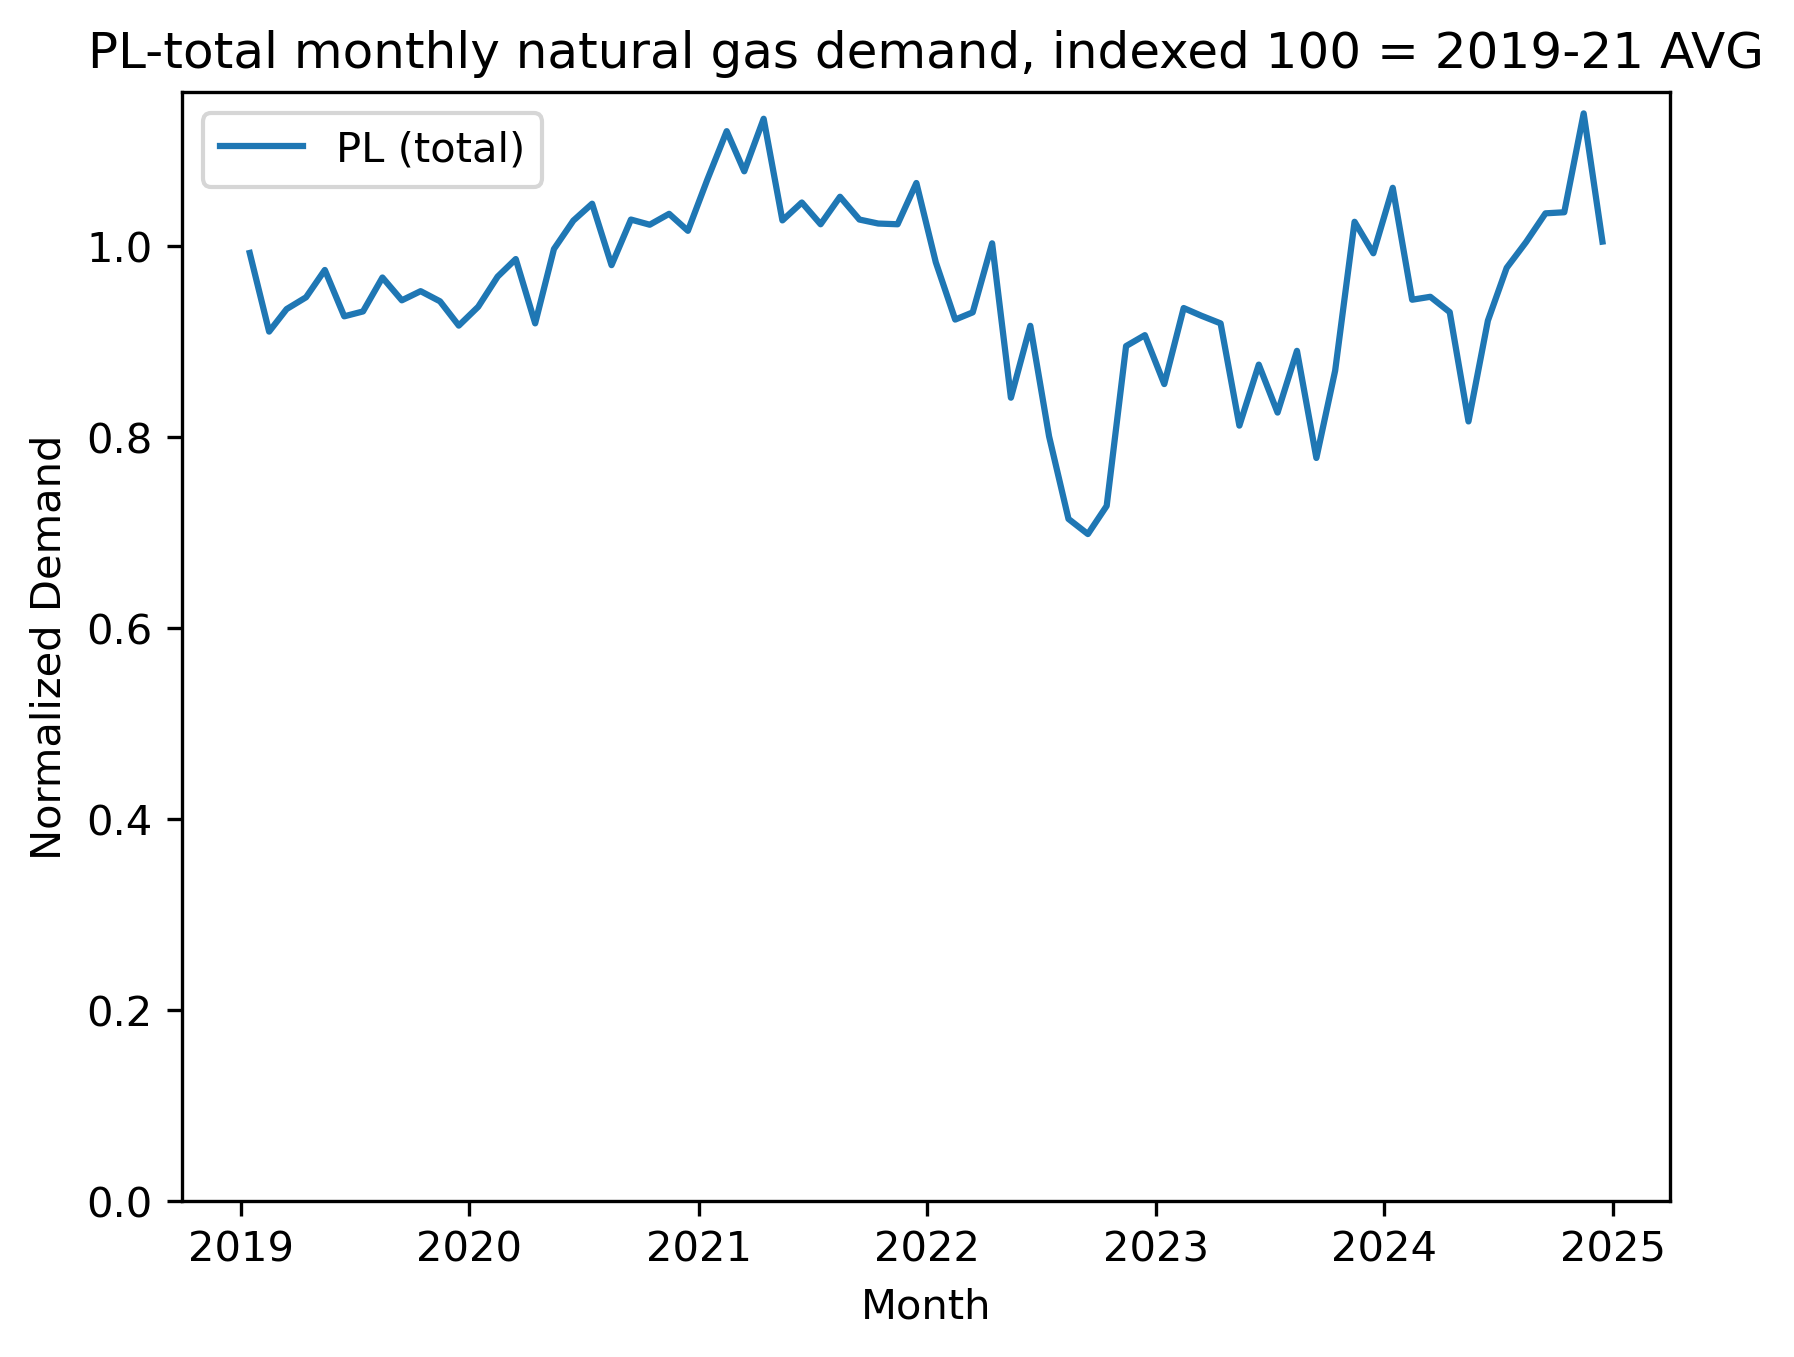 PL-total monthly natural gas demand, indexed 100 = 2019-21 AVG
PL (total)
Normalized Demand
1.0
0.8
0.6
0.4
0.2
0.0
2019 2020 2021 2022 2023 2024 2025
Month